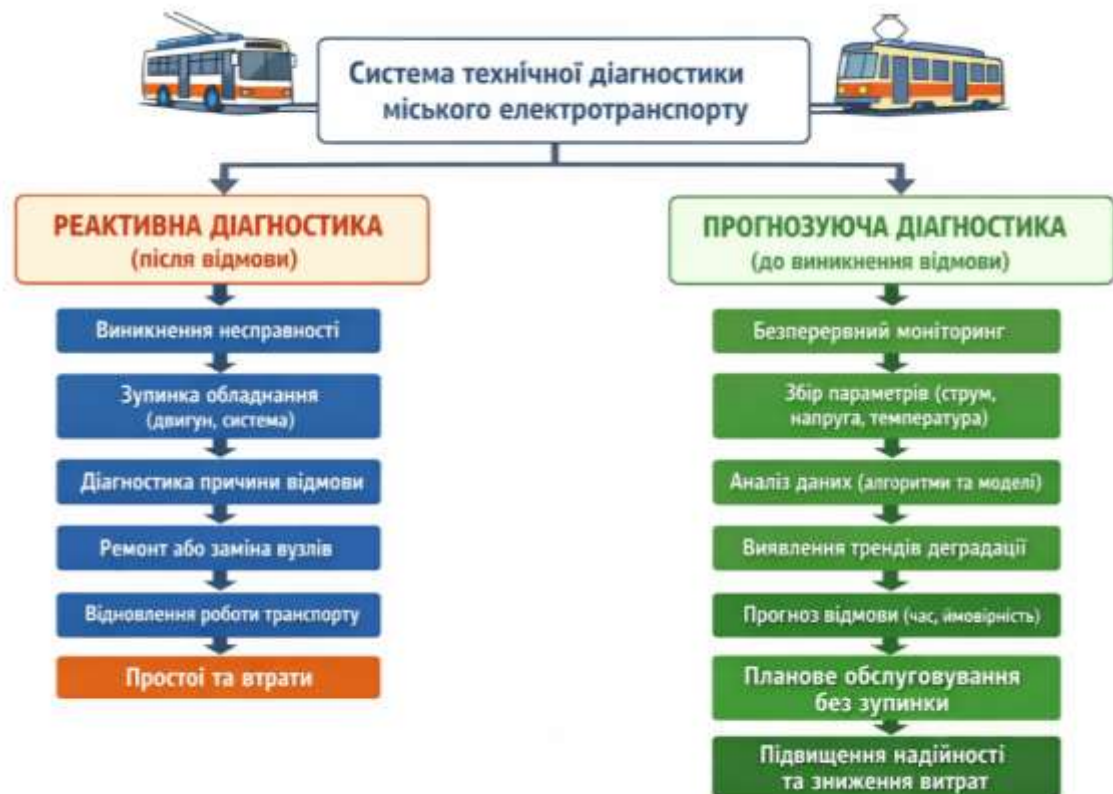 Система технічної діагностики
міського електротранспорту
РЕАКТИВНА ДІАГНОСТИКА
(після відмови)
Виникнення несправності
Зупинка обладнання
(двигун, система)
Діагностика причини відмови
Ремонт або заміна вузлів
Відновлення роботи транспорту
Простої та втрати
ПРОГНОЗУЮЧА ДІАГНОСТИКА
(до виникнення відмови)
Безперервний моніторинг
Збір параметрів (струм,
напруга, температура)
Аналіз даних (алгоритми та моделі)
Виявлення трендів деградації
Прогноз відмови (час, ймовірність)
Планове обслуговування
без зупинки
Підвищення надійності
та зниження витрат